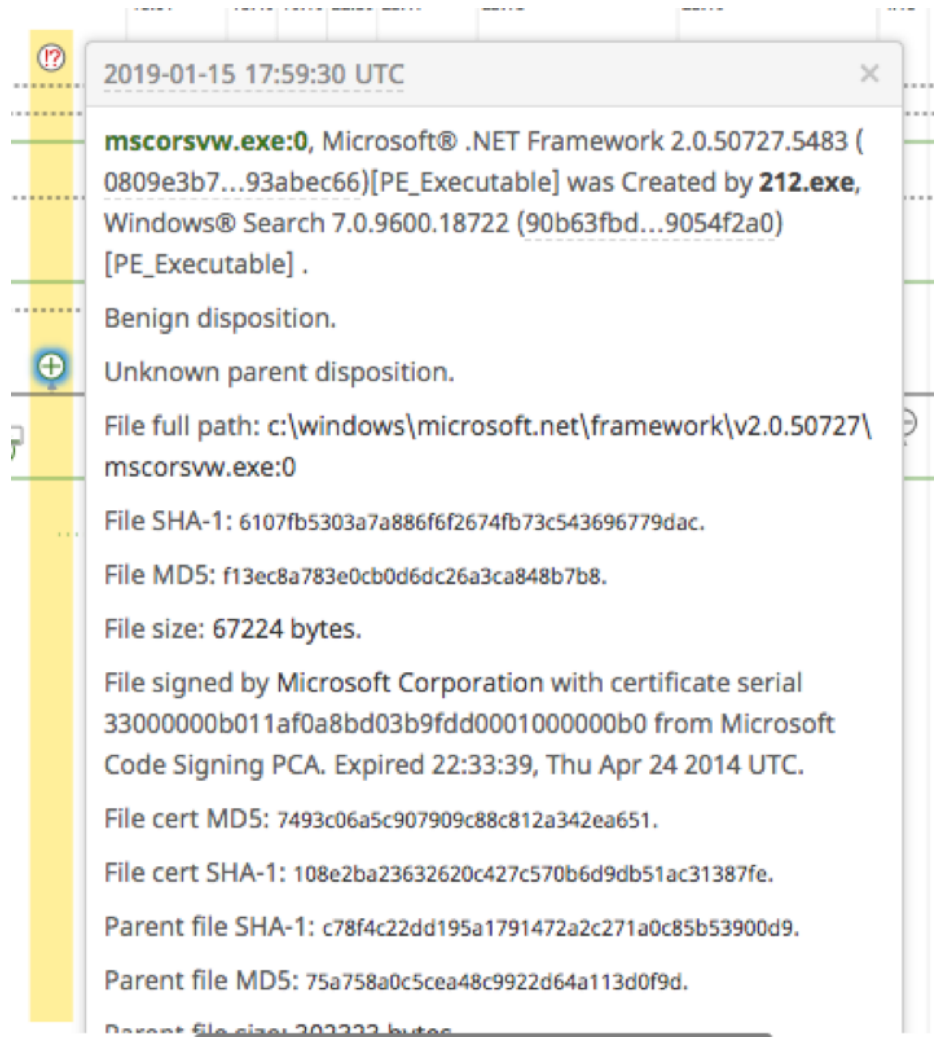 !?
2019-01-15 17:59:30 UTC
×
mscorsvw.exe:0, Microsoft® .NET Framework 2.0.50727.5483 (
0809e3b7...93abec66)[PE_Executable] was Created by 212.exe,
Windows® Search 7.0.9600.18722 (90b63fbd...9054f2a0)
[PE_Executable] .
Benign disposition.
Unknown parent disposition.
File full path: c:\windows\microsoft.net\framework\v2.0.50727\
mscorsvw.exe:0
File SHA-1: 6107fb5303a7a886f6f2674fb73c543696779dac.
File MD5: f13ec8a783e0cb0d6dc26a3ca848b7b8.
File size: 67224 bytes.
File signed by Microsoft Corporation with certificate serial
33000000b011af0a8bd03b9fdd0001000000b0 from Microsoft
Code Signing PCA. Expired 22:33:39, Thu Apr 24 2014 UTC.
File cert MD5: 7493c06a5c907909c88c812a342ea651.
File cert SHA-1: 108e2ba23632620c427c570b6d9db51ac31387fe.
Parent file SHA-1: c78f4c22dd195a1791472a2c271a0c85b53900d9.
Parent file MD5: 75a758a0c5cea48c9922d64a113d0f9d.
Parent file size: 302323 bytes